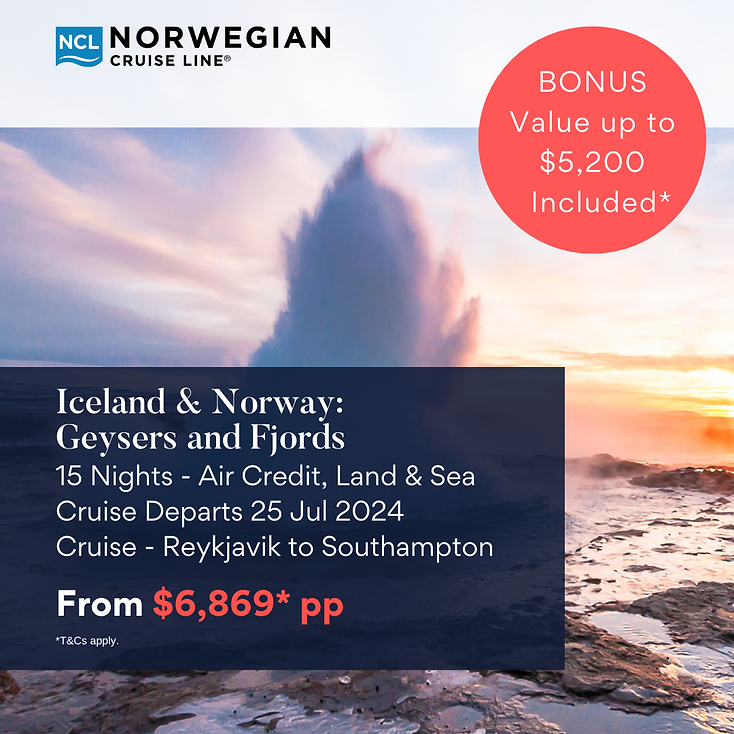 NCL NORWEGIAN
CRUISE LINE®
BONUS
Value up to
$5,200
Included*
Iceland & Norway:
Geysers and Fjords
15 Nights - Air Credit, Land & Sea
Cruise Departs 25 Jul 2024
Cruise - Reykjavik to Southampton
From $6,869* pp
*T&Cs apply.